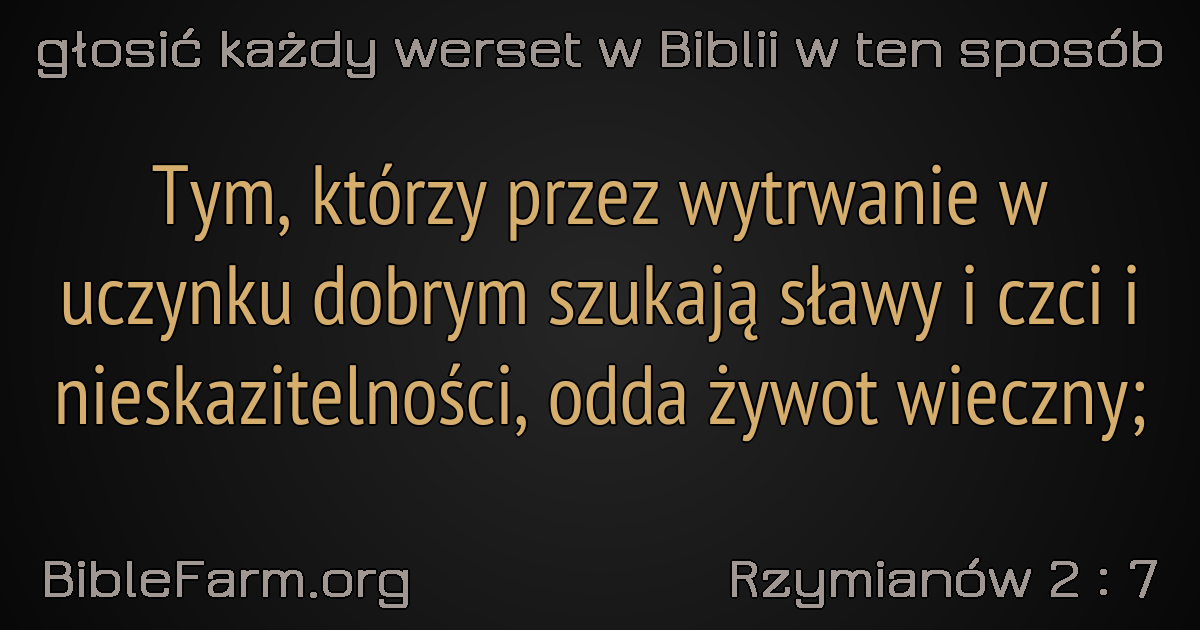 głosić każdy werset w Biblii w ten sposób
Tym, którzy przez wytrwanie w
uczynku dobrym szukają sławy i czci i
nieskazitelności, odda żywot wieczny;
BibleFarm.org
Rzymianów 2 : 7